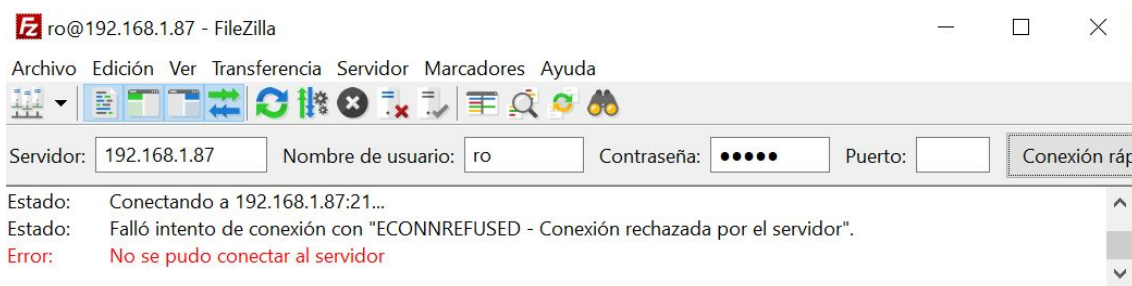 ro@192.168.1.87 - FileZilla
Archivo Edición Ver Transferencia Servidor Marcadores Ayuda
Servidor: 192.168.1.87 Nombre de usuario: ro Contraseña: ●●●●● Puerto: Conexión ráp
Estado: Conectando a 192.168.1.87:21...
Estado: Falló intento de conexión con "ECONNREFUSED - Conexión rechazada por el servidor".
Error: No se pudo conectar al servidor